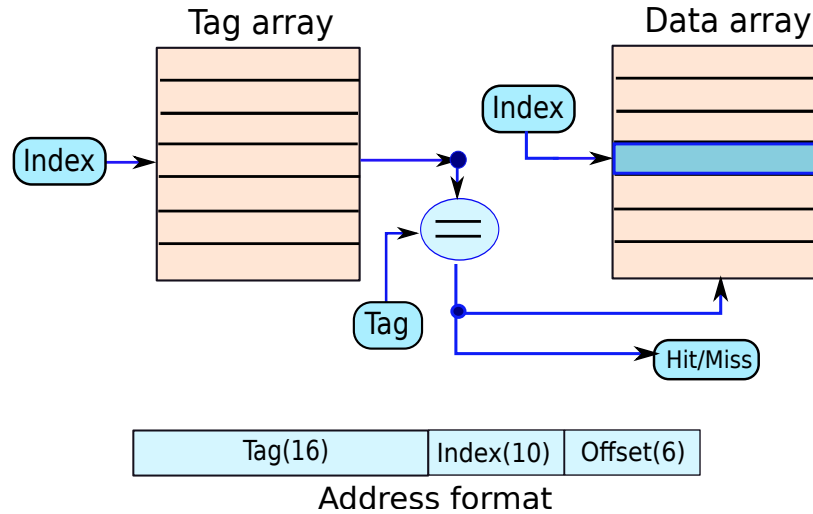 Tag array
Data array
Index
Index
Tag
Hit/Miss
Tag(16)
Index(10)
Offset(6)
Address format